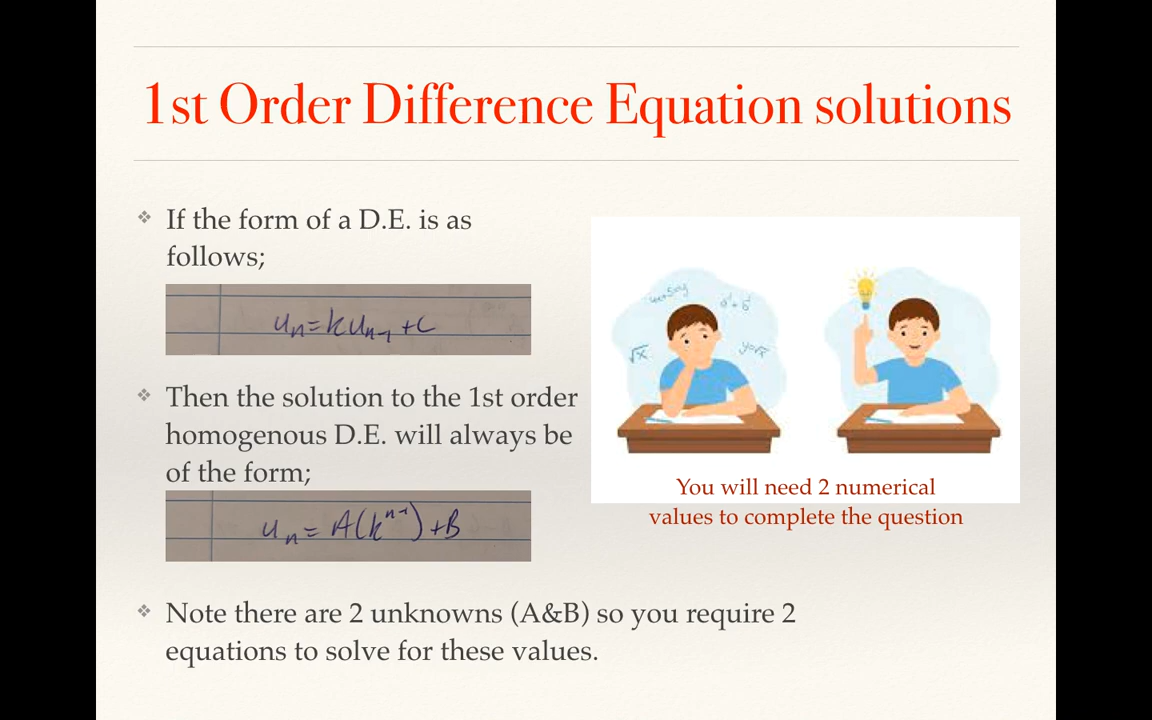 1st Order Difference Equation solutions
❖ If the form of a D.E. is as
follows;
uₙ=kuₙ₋₁+c
❖ Then the solution to the 1st order
homogenous D.E. will always be
of the form;
uₙ = A(kⁿ⁻¹)+B
❖ Note there are 2 unknowns (A&B) so you require 2
equations to solve for these values.
√x
You will need 2 numerical
values to complete the question